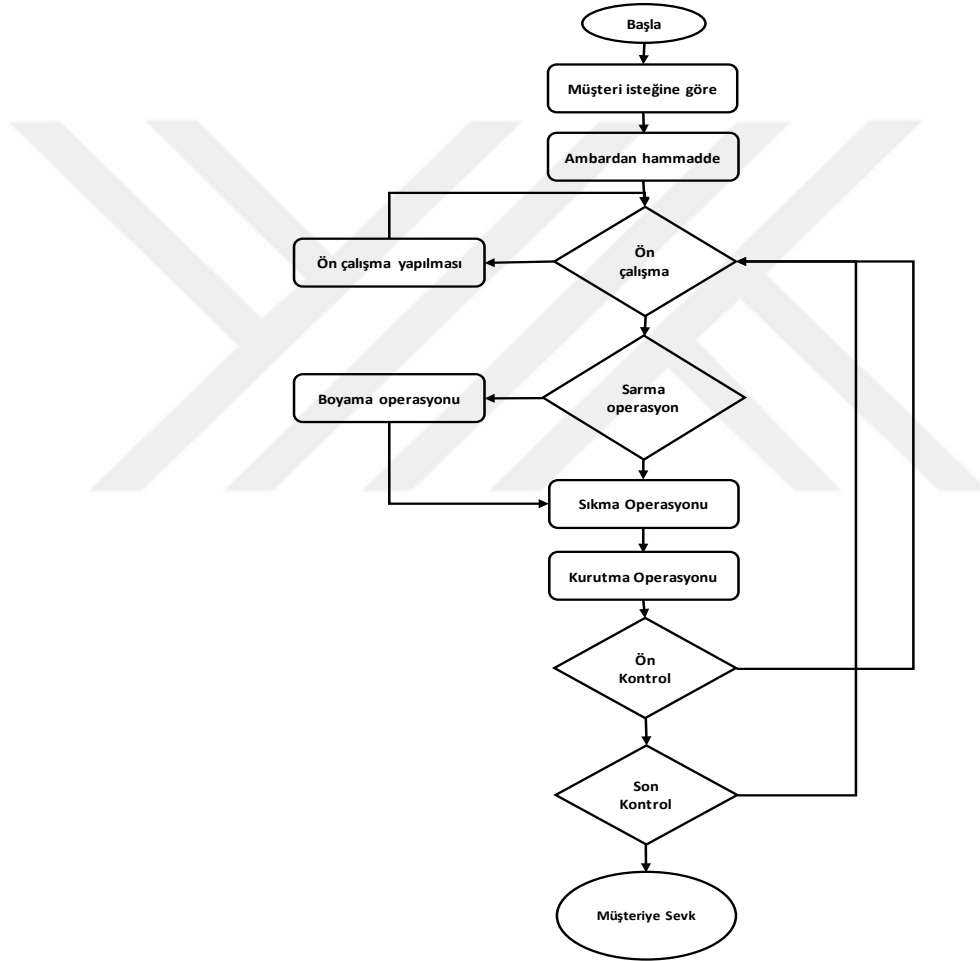 Başla
Müşteri isteğine göre
Ambardan hammadde
Ön
çalışma
Ön çalışma yapılması
Sarma
operasyon
Boyama operasyonu
Sıkma Operasyonu
Kurutma Operasyonu
Ön
Kontrol
Son
Kontrol
Müşteriye Sevk